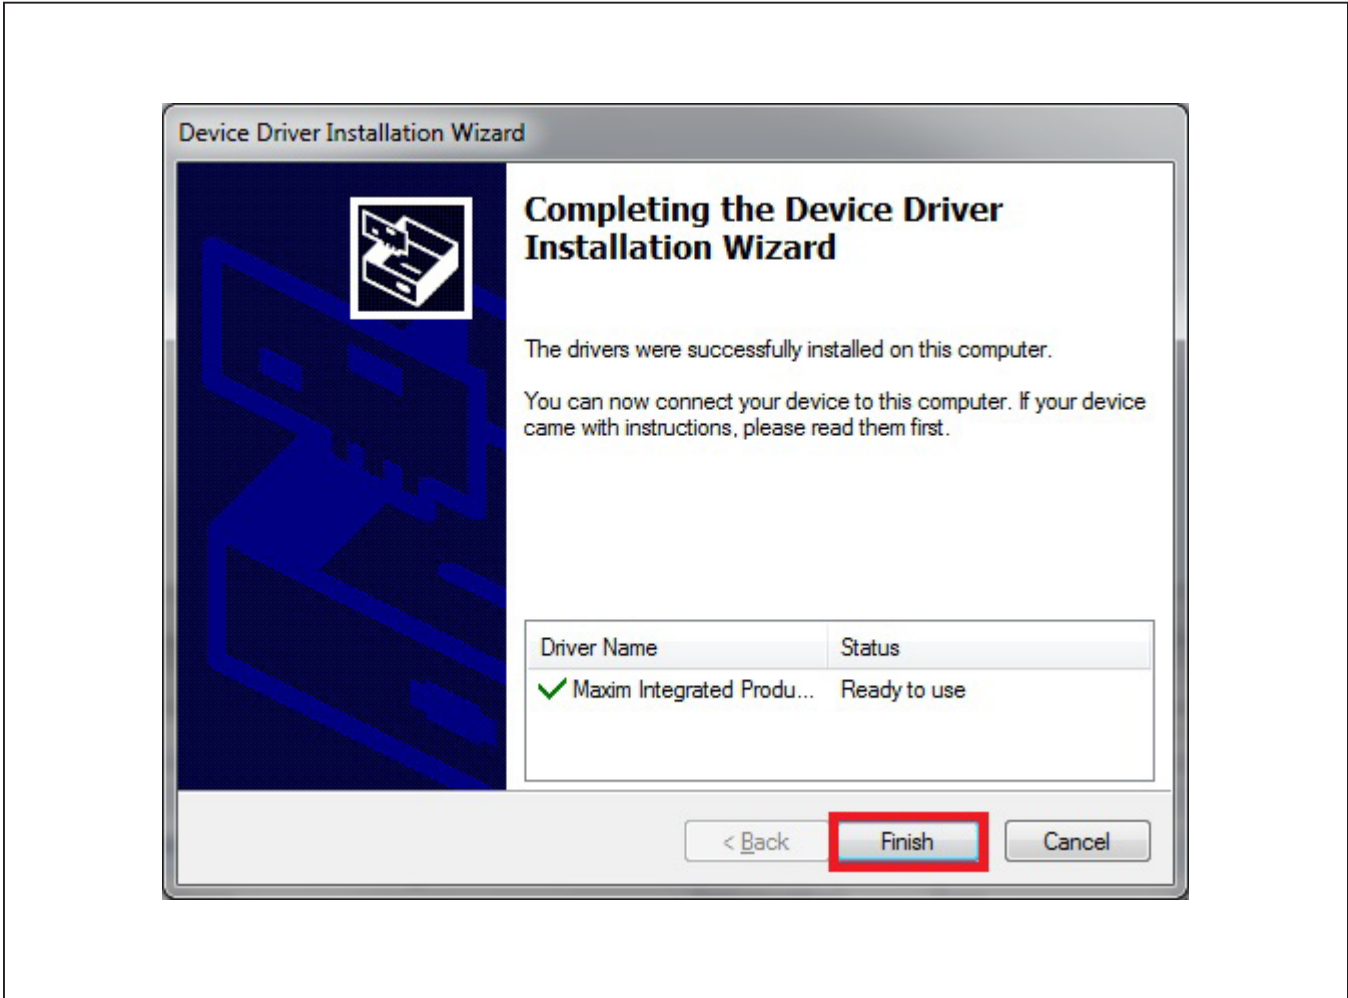 Device Driver Installation Wizard
Completing the Device Driver
Installation Wizard
The drivers were successfully installed on this computer.
You can now connect your device to this computer. If your device
came with instructions, please read them first.
Driver Name Status
Maxim Integrated Produ... Ready to use
< Back Finish Cancel